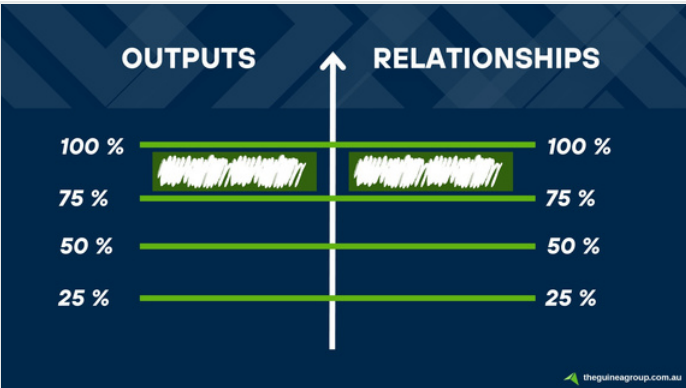 OUTPUTS RELATIONSHIPS
100 % 100 %
75 % 75 %
50 % 50 %
25 % 25 %
theguineagroup.com.au